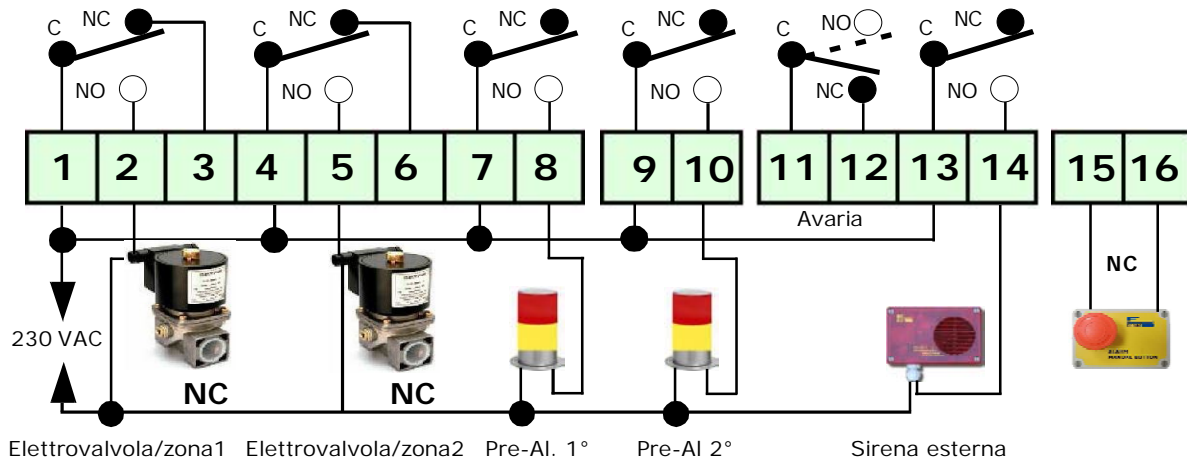 NC NC NC NO NC
C C C NC C C
NO NO NO NO NC NO
1 2 3 4 5 6 7 8 9 10 11 12 13 14 15 16
Avaria
NC
230 VAC
NC NC
Elettrovalvola/zona1 Elettrovalvola/zona2 Pre-Al. 1° Pre-Al 2° Sirena esterna